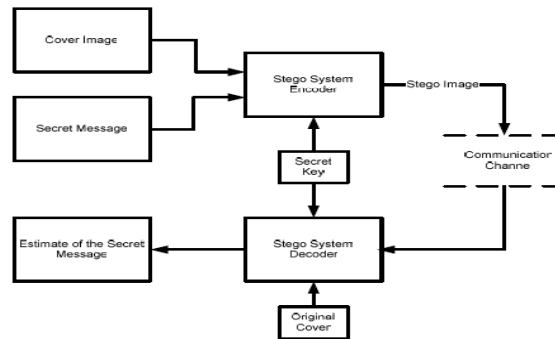 Cover Image
Stego System
Encoder
Stego Image
Secret Message
Communication
Channe
Secret
Key
Estimate of the Secret
Message
Stego System
Decoder
Original
Cover